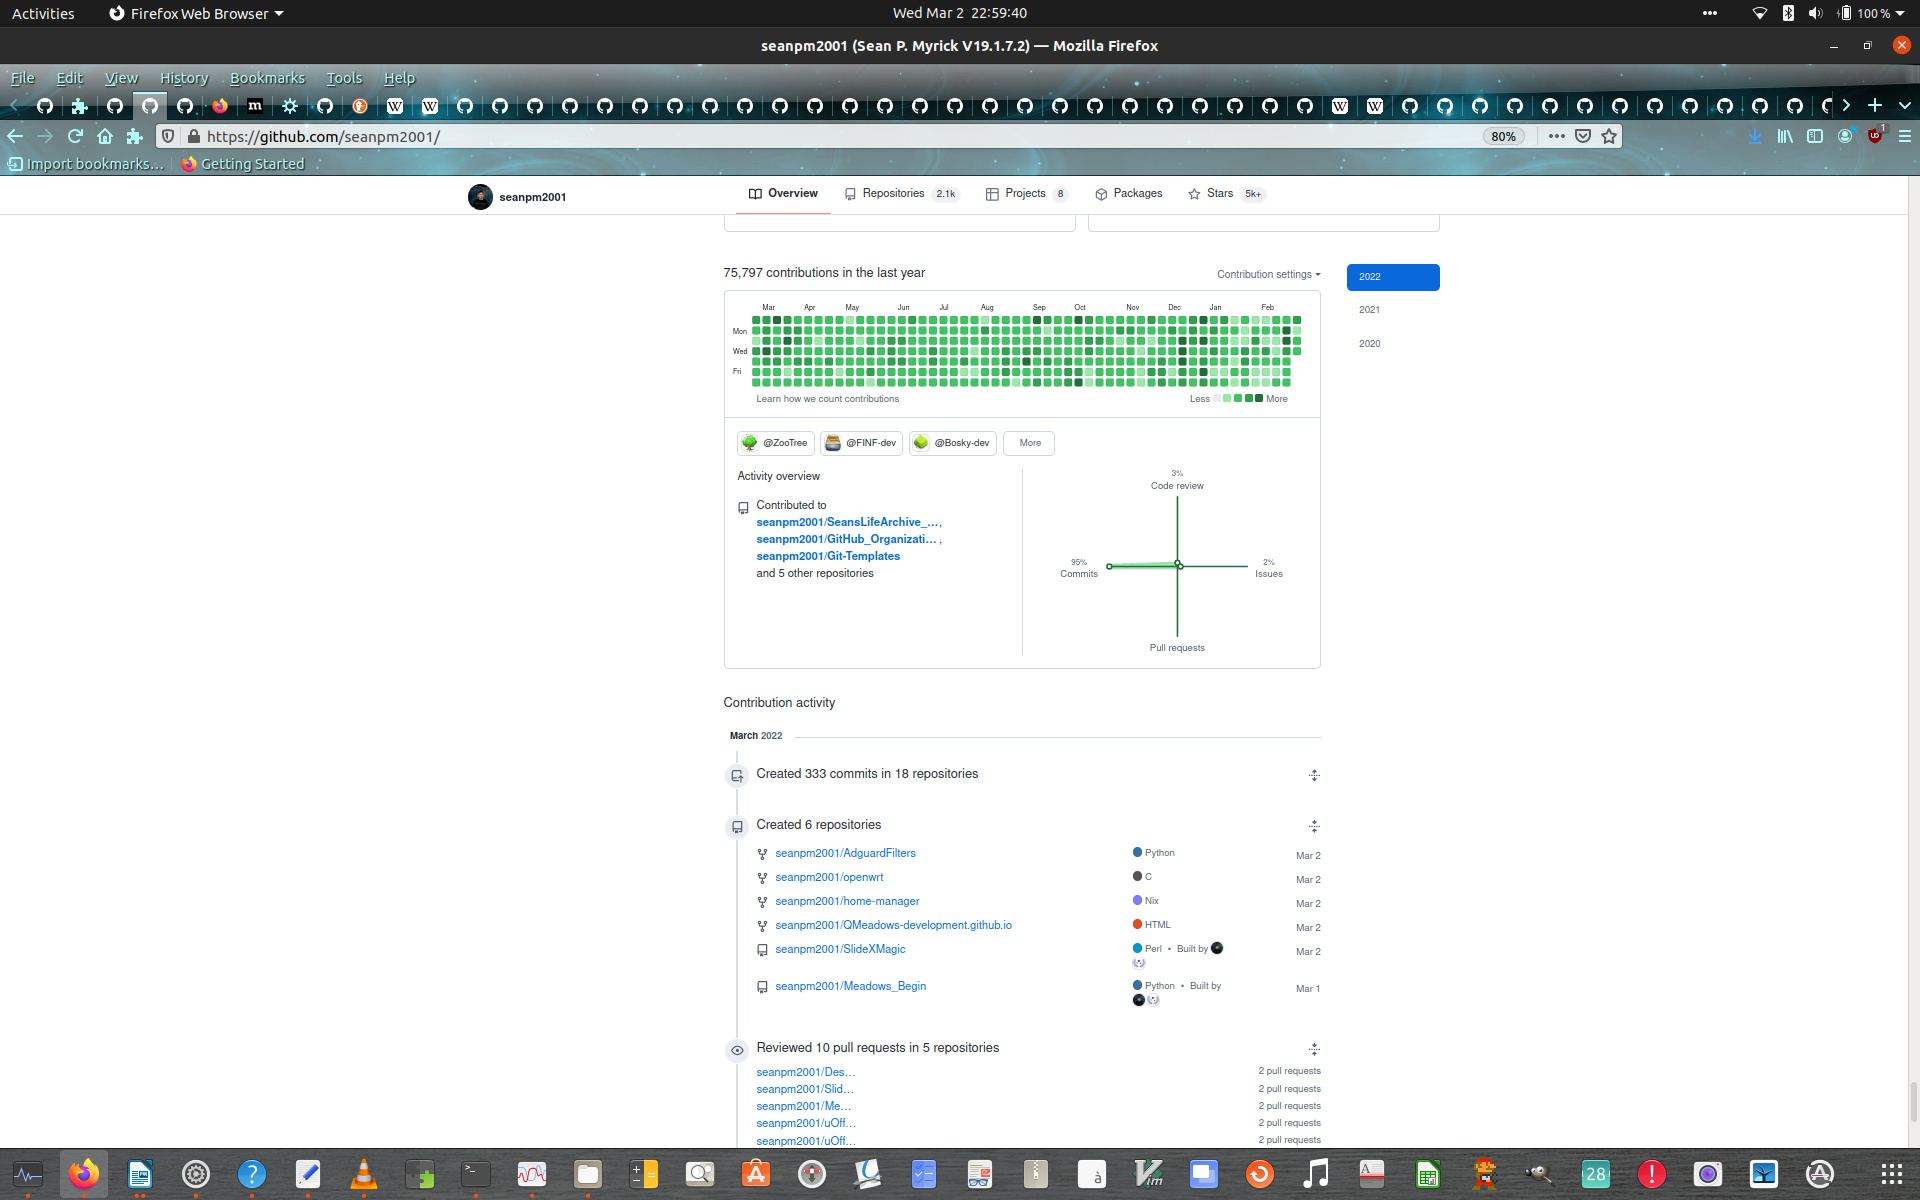 Activities
Firefox Web Browser
Wed Mar 2 22:59:40
100 %
seanpm2001 (Sean P. Myrick V19.1.7.2) — Mozilla Firefox
File Edit View History Bookmarks Tools Help
https://github.com/seanpm2001/
80%
1
Import bookmarks...
Getting Started
seanpm2001
Overview
Repositories 2.1k
Projects 8
Packages
Stars 5k+
75,797 contributions in the last year
Contribution settings
2022
2021
2020
Mar Apr May Jun Jul Aug Sep Oct Nov Dec Jan Feb
Mon
Wed
Fri
Learn how we count contributions
Less More
@ZooTree
@FINF-dev
@Bosky-dev
More
Activity overview
Contributed to
seanpm2001/SeansLifeArchive_...,
seanpm2001/GitHub_Organizati... ,
seanpm2001/Git-Templates
and 5 other repositories
3%
Code review
95%
Commits
2%
Issues
Pull requests
Contribution activity
March 2022
Created 333 commits in 18 repositories
Created 6 repositories
seanpm2001/AdguardFilters Python Mar 2
seanpm2001/openwrt C Mar 2
seanpm2001/home-manager Nix Mar 2
seanpm2001/QMeadows-development.github.io HTML Mar 2
seanpm2001/SlideXMagic Perl • Built by Mar 2
seanpm2001/Meadows_Begin Python • Built by Mar 1
Reviewed 10 pull requests in 5 repositories
seanpm2001/Des... 2 pull requests
seanpm2001/Slid... 2 pull requests
seanpm2001/Me... 2 pull requests
seanpm2001/uOff... 2 pull requests
seanpm2001/uOff... 2 pull requests
28